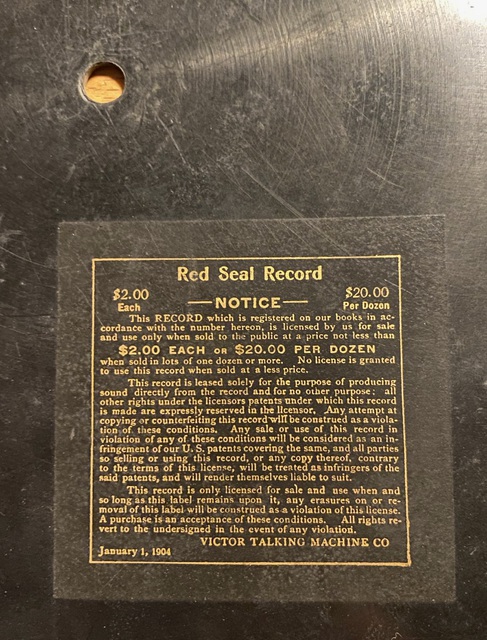 Red Seal Record
$2.00 Each —NOTICE— $20.00 Per Dozen
This RECORD which is registered on our books in ac-
cordance with the number hereon, is licensed by us for sale
and use only when sold to the public at a price not less than
$2.00 EACH OR $20.00 PER DOZEN
when sold in lots of one dozen or more. No license is granted
to use this record when sold at a less price.
This record is leased solely for the purpose of producing
sound directly from the record and for no other purpose; all
other rights under the licensors patents under which this record
is made are expressly reserved in the licensor. Any attempt at
copying or counterfeiting this record will be construed as a viola-
tion of these conditions. Any sale or use of this record in
violation of any of these conditions will be considered as an in-
fringement of our U. S. patents covering the same, and all parties
so selling or using this record, or any copy thereof, contrary
to the terms of this license, will be treated as infringers of the
said patents, and will render themselves liable to suit.
This record is only licensed for sale and use when and
so long as this label remains upon it, any erasures on or re-
moval of this label will be construed as a violation of this license.
A purchase is an acceptance of these conditions. All rights re-
vert to the undersigned in the event of any violation.
VICTOR TALKING MACHINE CO
January 1, 1904